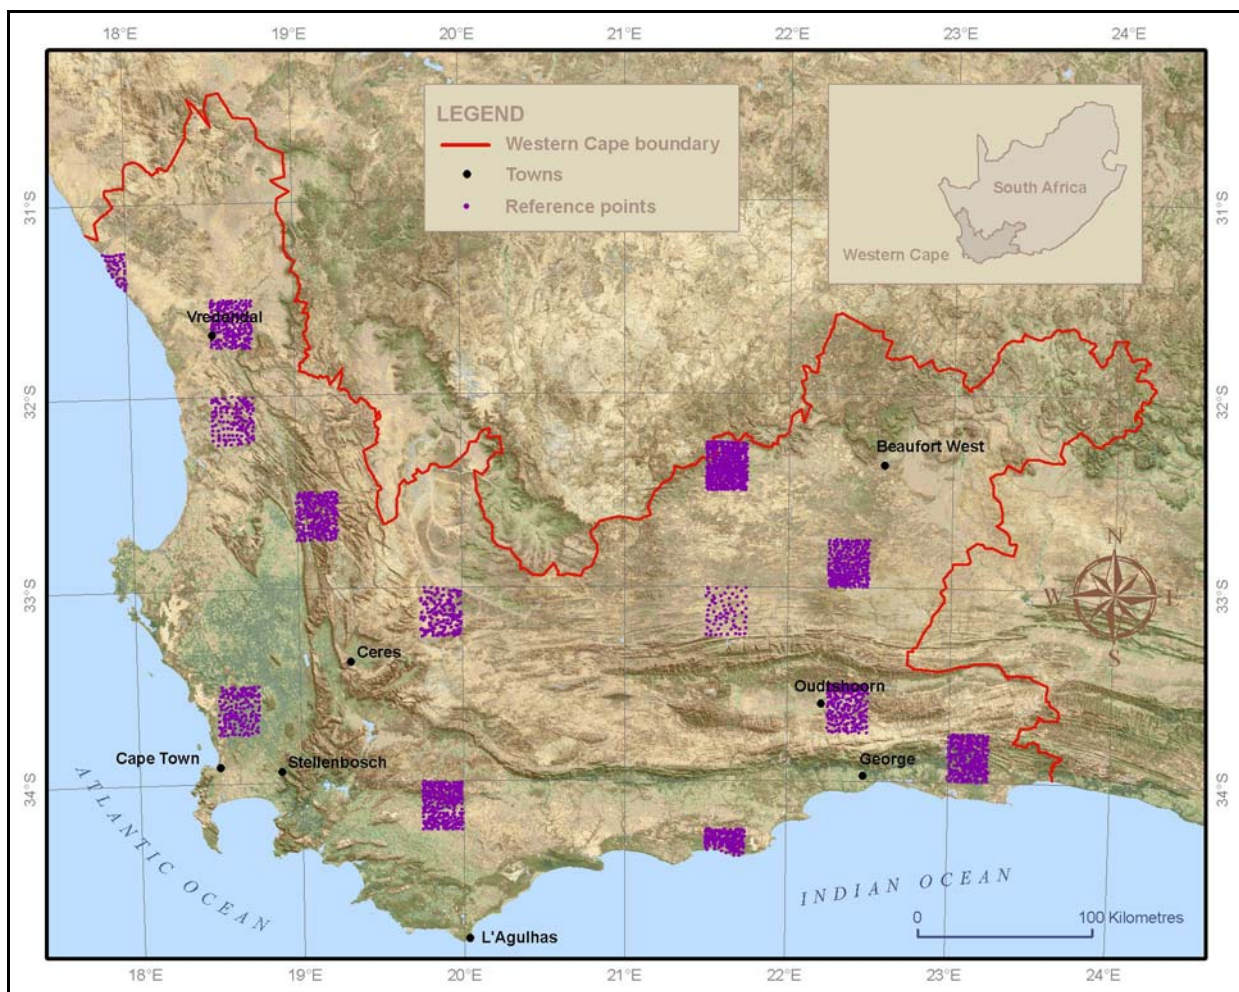 18°E 19°E 20°E 21°E 22°E 23°E 24°E
LEGEND
Western Cape boundary
Towns
Reference points
South Africa
Western Cape
31°S
31°S
Vredendal
32°S
32°S
Beaufort West
N
W
S
33°S
33°S
Ceres
Oudtshoorn
Cape Town
Stellenbosch
George
34°S
34°S
ATLANTIC OCEAN
INDIAN OCEAN
0 100 Kilometres
L'Agulhas
18°E 19°E 20°E 21°E 22°E 23°E 24°E